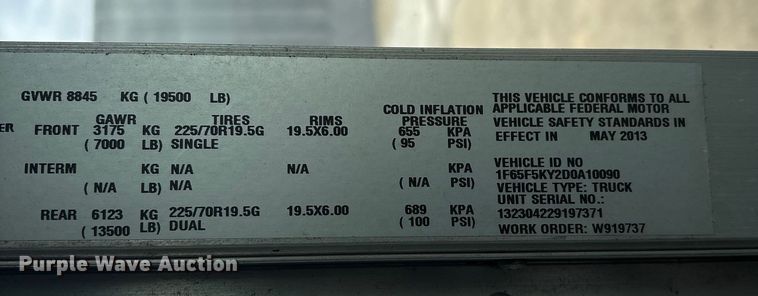 GVWR 8845 KG ( 19500 LB)
GAWR TIRES RIMS COLD INFLATION PRESSURE
ER FRONT 3175 KG 225/70R19.5G 19.5X6.00 655 KPA
( 7000 LB) SINGLE ( 95 PSI)
INTERM KG N/A N/A KPA
( N/A LB) N/A ( N/A PSI)
REAR 6123 KG 225/70R19.5G 19.5X6.00 689 KPA
( 13500 LB) DUAL ( 100 PSI)
THIS VEHICLE CONFORMS TO ALL
APPLICABLE FEDERAL MOTOR
VEHICLE SAFETY STANDARDS IN
EFFECT IN MAY 2013
VEHICLE ID NO
1F65F5KY2D0A10090
VEHICLE TYPE: TRUCK
UNIT SERIAL NO.:
132304229197371
WORK ORDER: W919737
Purple Wave Auction